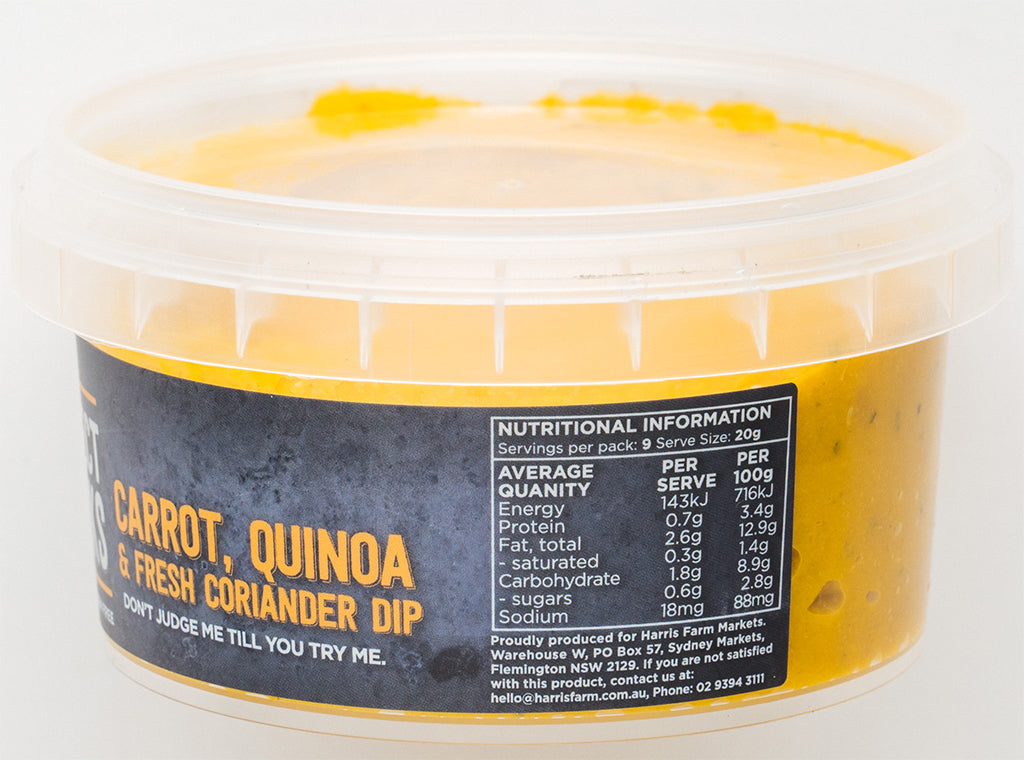 CARROT, QUINOA
& FRESH CORIANDER DIP
DON'T JUDGE ME TILL YOU TRY ME.
NUTRITIONAL INFORMATION
Servings per pack: 9 Serve Size: 20g
AVERAGE QUANITY PER SERVE PER 100g
Energy 143kJ 716kJ
Protein 0.7g 3.4g
Fat, total 2.6g 12.9g
- saturated 0.3g 1.4g
Carbohydrate 1.8g 8.9g
- sugars 0.6g 2.8g
Sodium 18mg 88mg
Proudly produced for Harris Farm Markets.
Warehouse W, PO Box 57, Sydney Markets,
Flemington NSW 2129. If you are not satisfied
with this product, contact us at:
hello@harrisfarm.com.au, Phone: 02 9394 3111